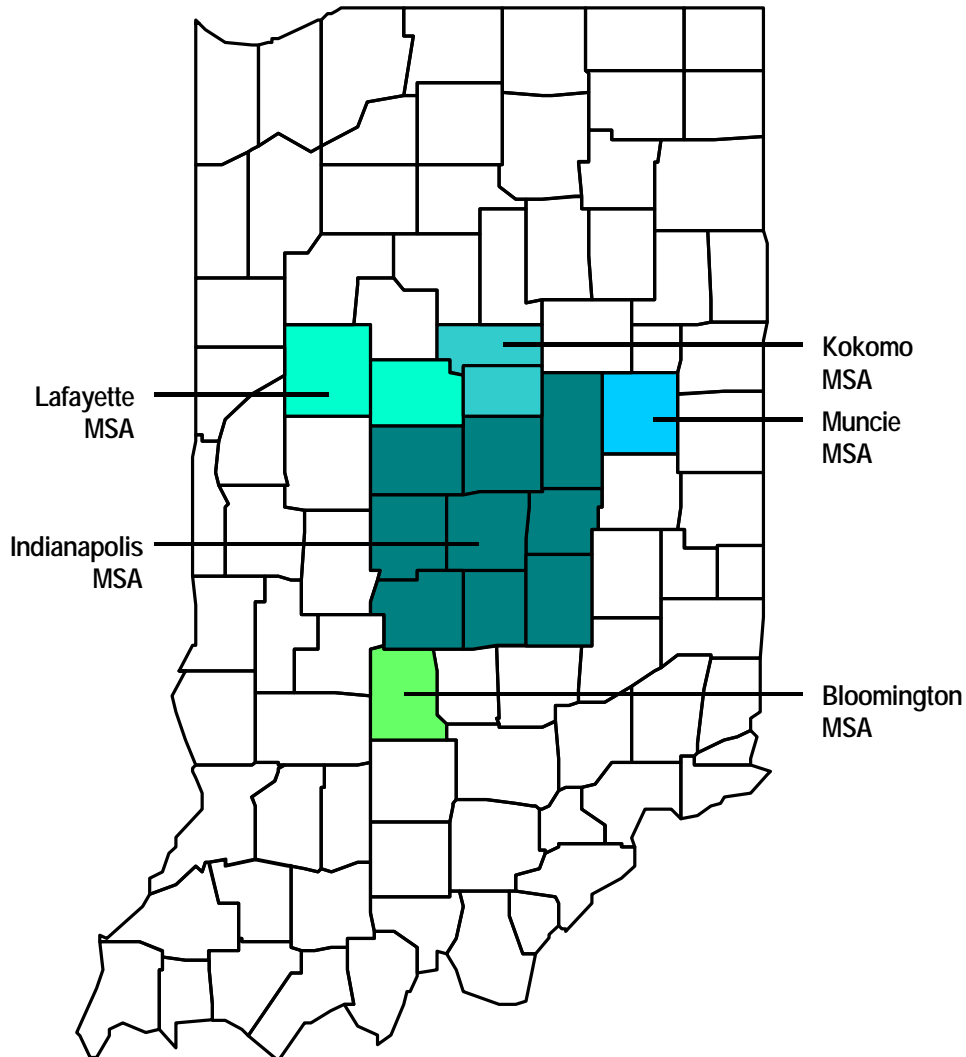 Kokomo
MSA
Lafayette
MSA
Muncie
MSA
Indianapolis
MSA
Bloomington
MSA